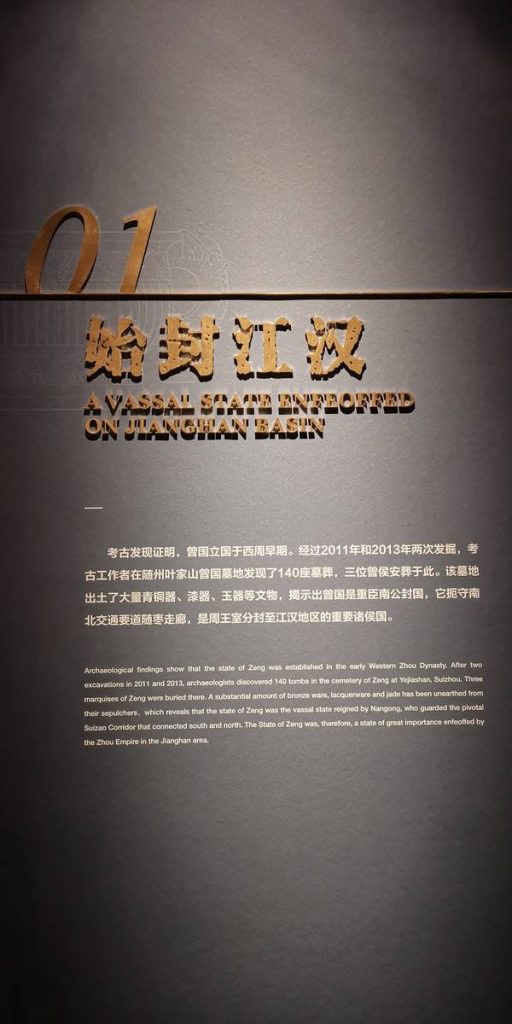 01
始封江汉
A VASSAL STATE ENFEOFFED
ON JIANGHAN BASIN
考古发现证明，曾国立国于西周早期。经过2011年和2013年两次发掘，考
古工作者在随州叶家山曾国墓地发现了140座墓葬，三位曾侯安葬于此。该墓地
出土了大量青铜器、漆器、玉器等文物，揭示出曾国是重臣南公封国，它扼守南
北交通要道随枣走廊，是周王室分封至江汉地区的重要诸侯国。
Archaeological findings show that the state of Zeng was established in the early Western Zhou Dynasty. After two
excavations in 2011 and 2013, archaeologists discovered 140 tombs in the cemetery of Zeng at Yejiashan, Suizhou. Three
marquises of Zeng were buried there. A substantial amount of bronze ware, lacquerware and jade has been unearthed from
their sepulchers, which reveals that the state of Zeng was the vassal state reigned by Nangong, who guarded the pivotal
Suizao Corridor that connected south and north. The State of Zeng was, therefore, a state of great importance enfeoffed by
the Zhou Empire in the Jianghan area.